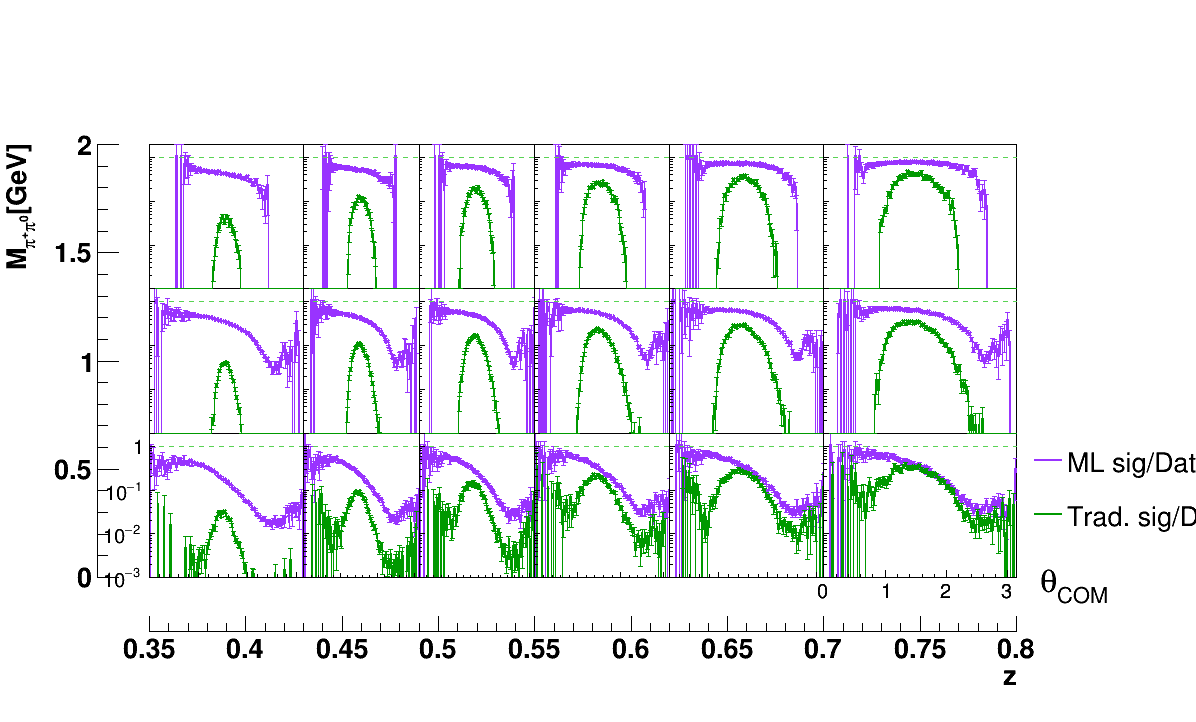 M_π⁺π⁰ [GeV]
2
1.5
1
0.5
0
1
10⁻¹
10⁻²
10⁻³
ML sig/Dat
Trad. sig/D
0 1 2 3
θ_COM
0.35 0.4 0.45 0.5 0.55 0.6 0.65 0.7 0.75 0.8
z